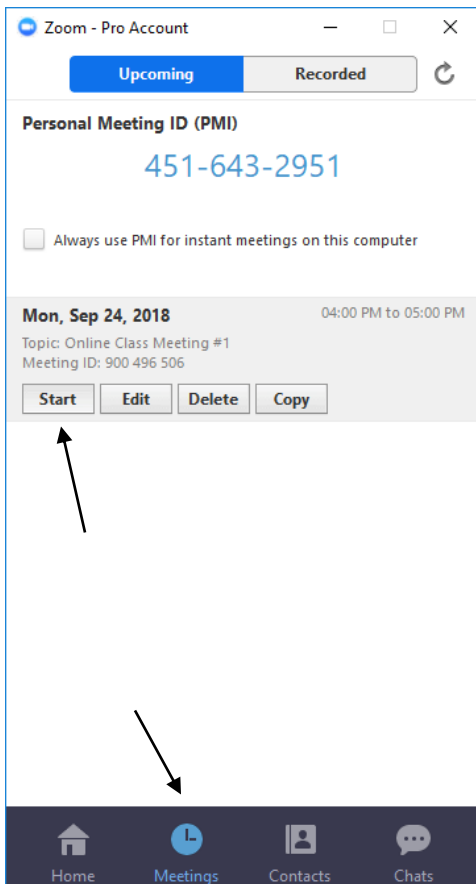 Zoom - Pro Account
Upcoming Recorded
Personal Meeting ID (PMI)
451-643-2951
Always use PMI for instant meetings on this computer
Mon, Sep 24, 2018 04:00 PM to 05:00 PM
Topic: Online Class Meeting #1
Meeting ID: 900 496 506
Start Edit Delete Copy
Home Meetings Contacts Chats